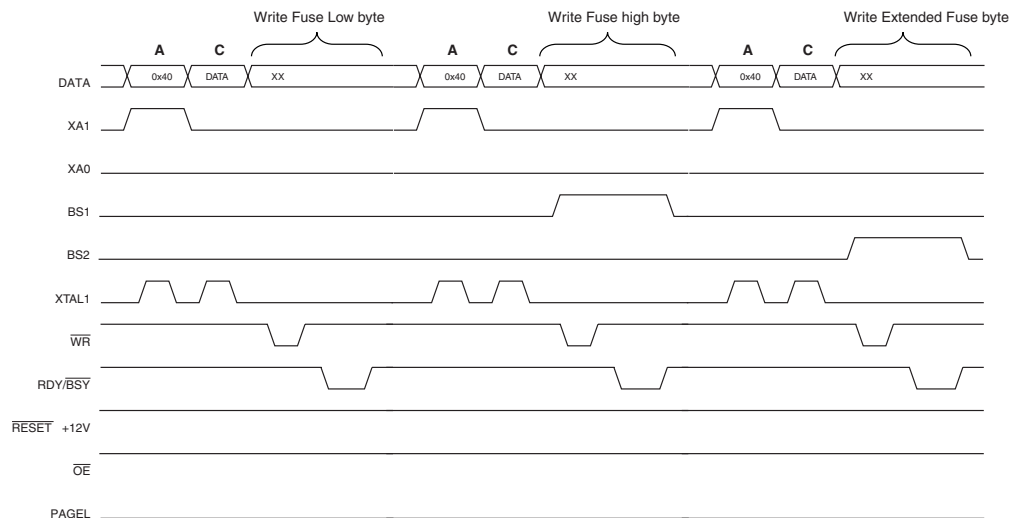 Write Fuse Low byte Write Fuse high byte Write Extended Fuse byte
A C A C A C
DATA 0x40 DATA XX 0x40 DATA XX 0x40 DATA XX
XA1
XA0
BS1
BS2
XTAL1
WR
RDY/BSY
RESET +12V
OE
PAGEL